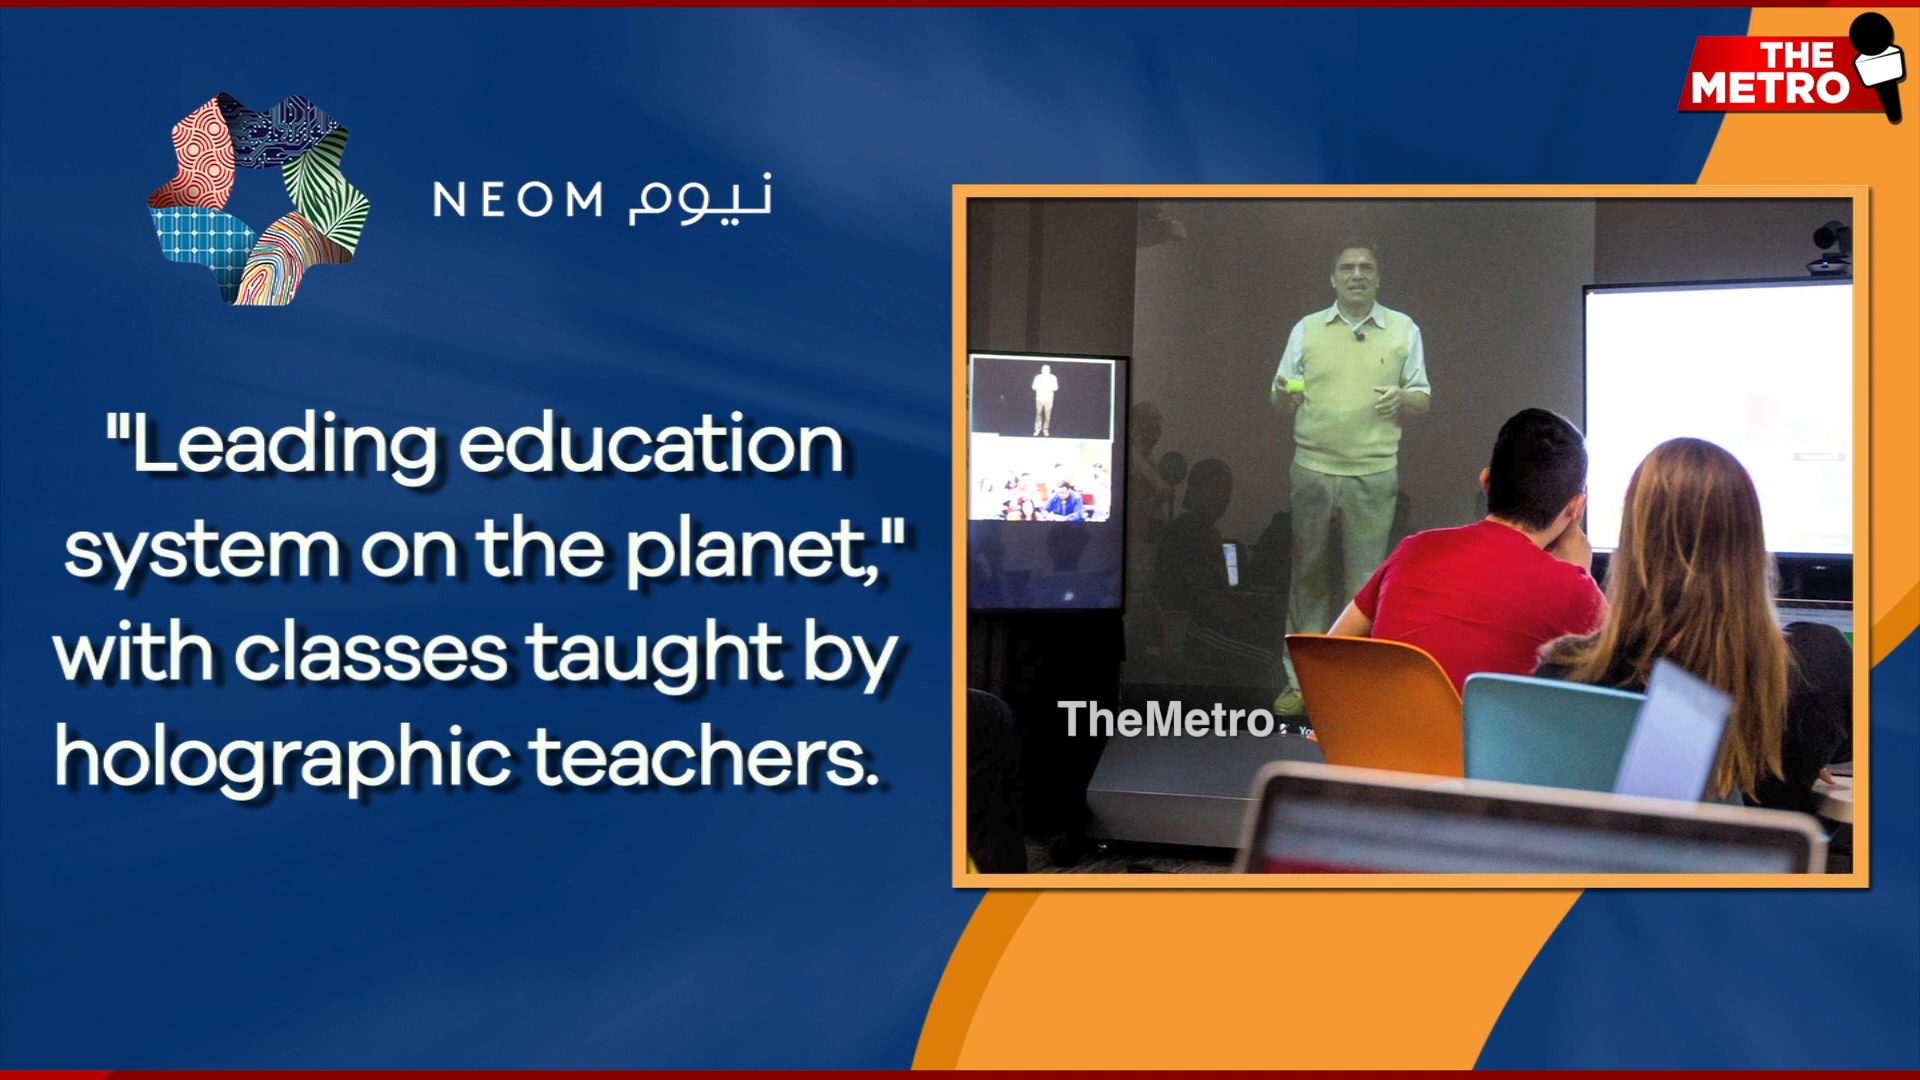 THE
METRO
NEOM نيوم
"Leading education
system on the planet,"
with classes taught by
holographic teachers.
TheMetro